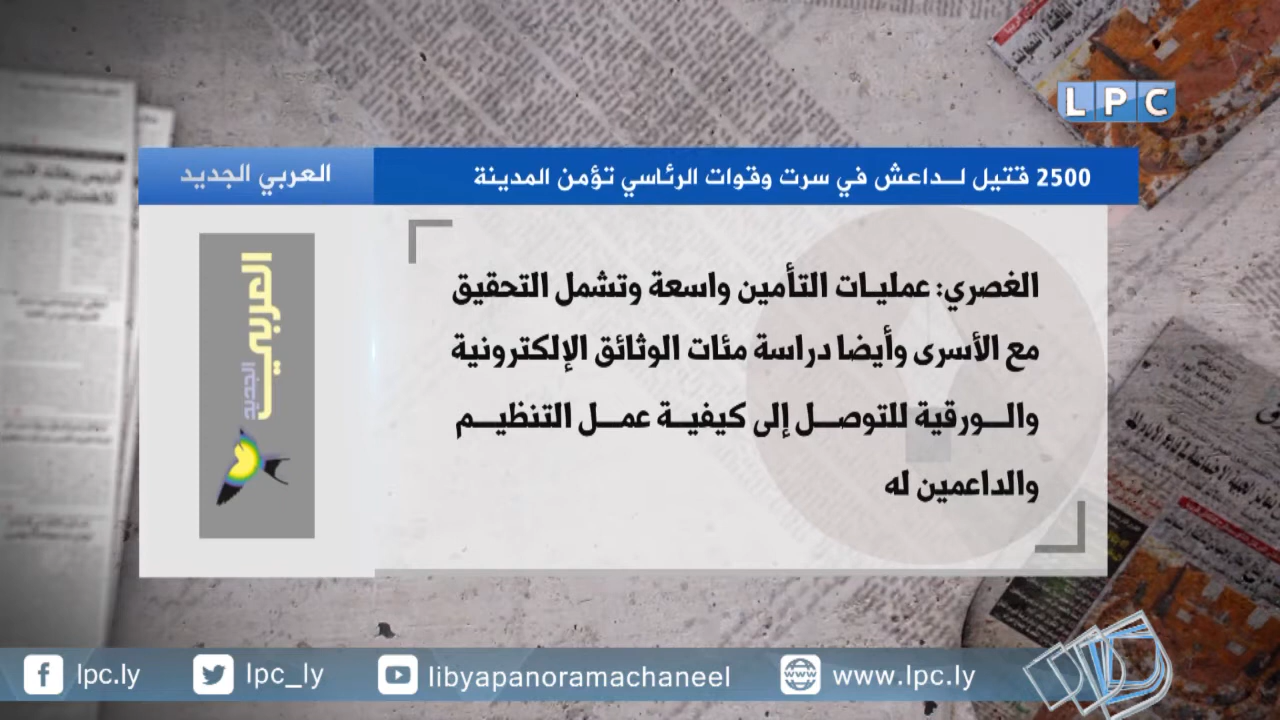 LPC
2500 قتيل لـداعش في سرت وقوات الرئاسي تؤمن المدينة
العربي الجديد
الغصري: عمليات التأمين واسعة وتشمل التحقيق
مع الأسرى وأيضا دراسة مئات الوثائق الإلكترونية
والـورقية للتوصـل إلى كيفيـة عمـل التنظيـم
والداعمين له
العربي
الجديد
lpc.ly
lpc_ly
libyapanoramachaneel
www.lpc.ly